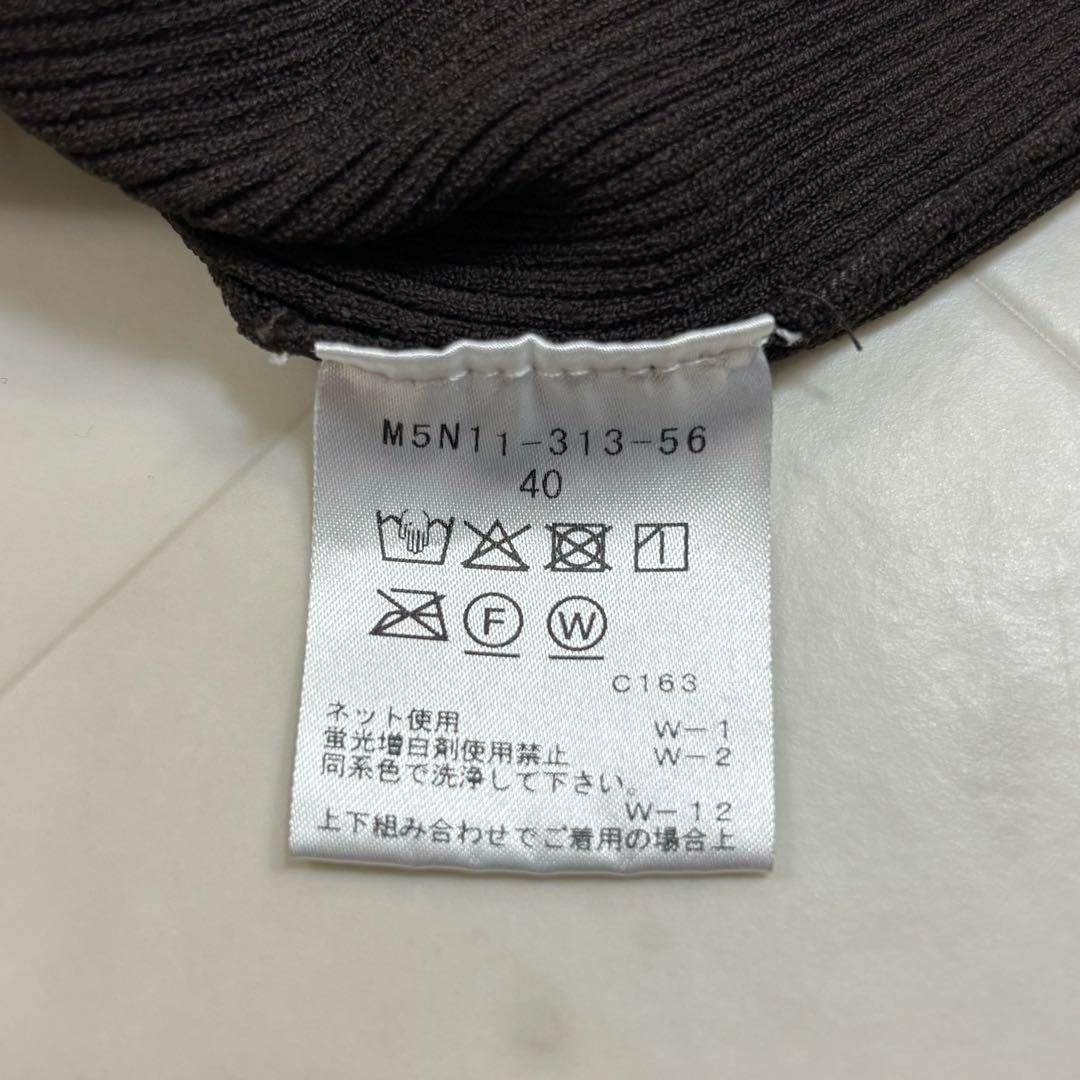 M5N11-313-56
40
F W
C163
ネット使用 W-1
蛍光増白剤使用禁止 W-2
同系色で洗浄して下さい。
W-12
上下組み合わせでご着用の場合上